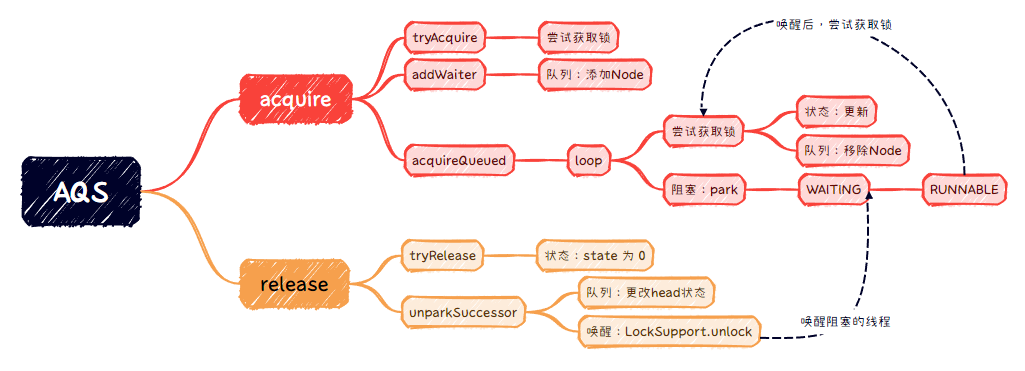 AQS
acquire
tryAcquire
尝试获取锁
addWaiter
队列：添加Node
acquireQueued
loop
尝试获取锁
状态：更新
队列：移除Node
阻塞：park
WAITING
RUNNABLE
唤醒后，尝试获取锁
release
tryRelease
状态：state 为 0
unparkSuccessor
队列：更改head状态
唤醒：LockSupport.unlock
唤醒阻塞的线程